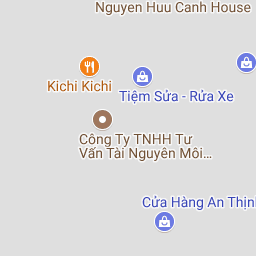 Nguyen Huu Canh House
Kichi Kichi
Tiệm Sửa - Rửa Xe
Công Ty TNHH Tư
Vấn Tài Nguyên Môi...
Cửa Hàng An Thịn